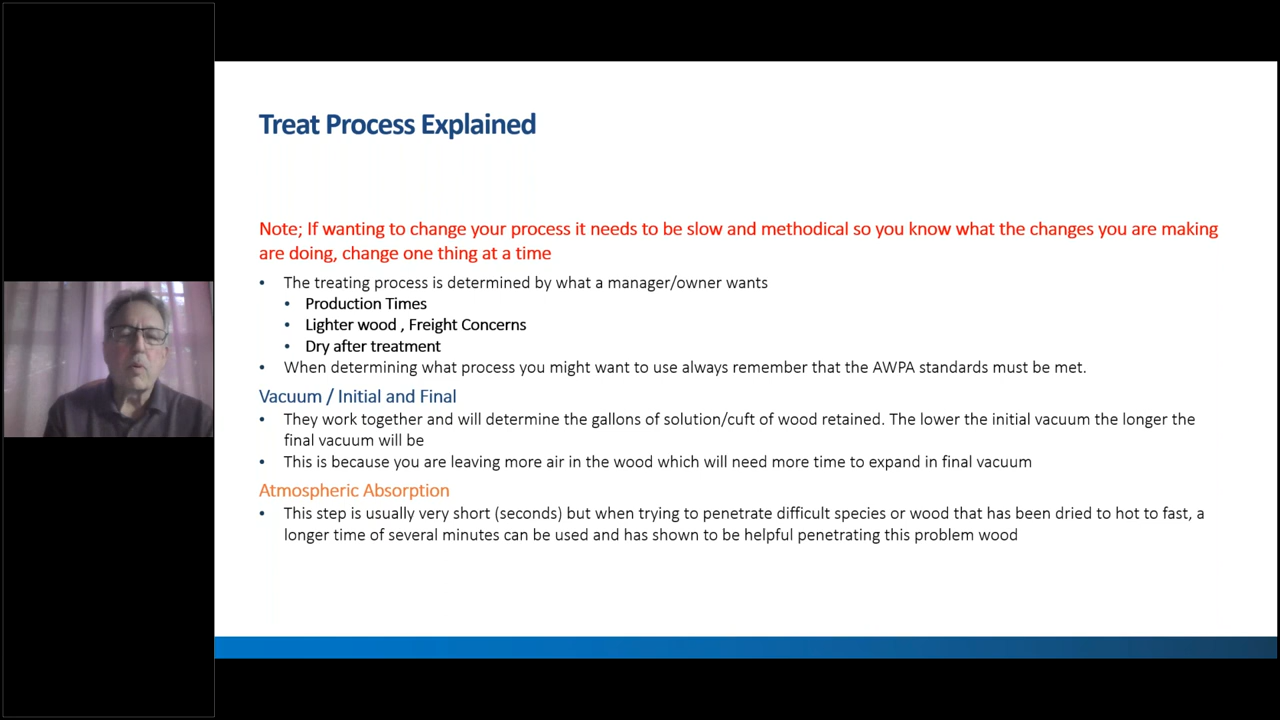 Treat Process Explained
Note; If wanting to change your process it needs to be slow and methodical so you know what the changes you are making
are doing, change one thing at a time
• The treating process is determined by what a manager/owner wants
• Production Times
• Lighter wood , Freight Concerns
• Dry after treatment
• When determining what process you might want to use always remember that the AWPA standards must be met.
Vacuum / Initial and Final
• They work together and will determine the gallons of solution/cuft of wood retained. The lower the initial vacuum the longer the
final vacuum will be
• This is because you are leaving more air in the wood which will need more time to expand in final vacuum
Atmospheric Absorption
• This step is usually very short (seconds) but when trying to penetrate difficult species or wood that has been dried to hot to fast, a
longer time of several minutes can be used and has shown to be helpful penetrating this problem wood